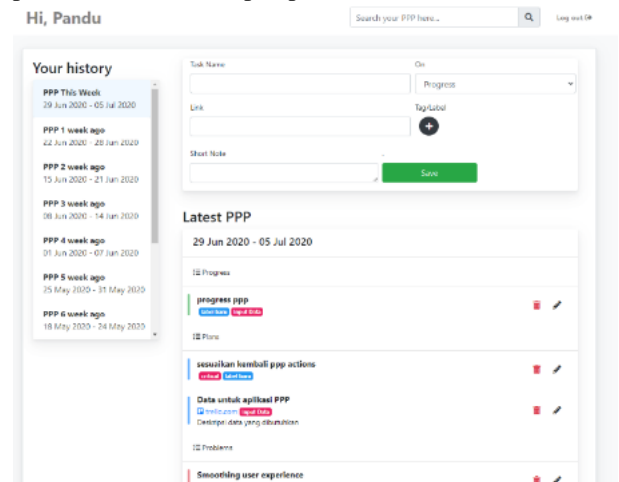 Hi, Pandu
Search your PPP here...
Log out
Your history
PPP This Week
29 Jun 2020 - 05 Jul 2020
PPP 1 week ago
22 Jun 2020 - 28 Jun 2020
PPP 2 week ago
15 Jun 2020 - 21 Jun 2020
PPP 3 week ago
08 Jun 2020 - 14 Jun 2020
PPP 4 week ago
01 Jun 2020 - 07 Jun 2020
PPP 5 week ago
25 May 2020 - 31 May 2020
PPP 6 week ago
18 May 2020 - 24 May 2020
Task Name
On
Progress
Link
Tag/Label
Short Note
Save
Latest PPP
29 Jun 2020 - 05 Jul 2020
Progress
progress ppp
label baru Input Data
Plans
sesuaikan kembali ppp actions
critical label baru
Data untuk aplikasi PPP
trello.com Input Data
Deskripsi data yang dibutuhkan
Problems
Smoothing user experience